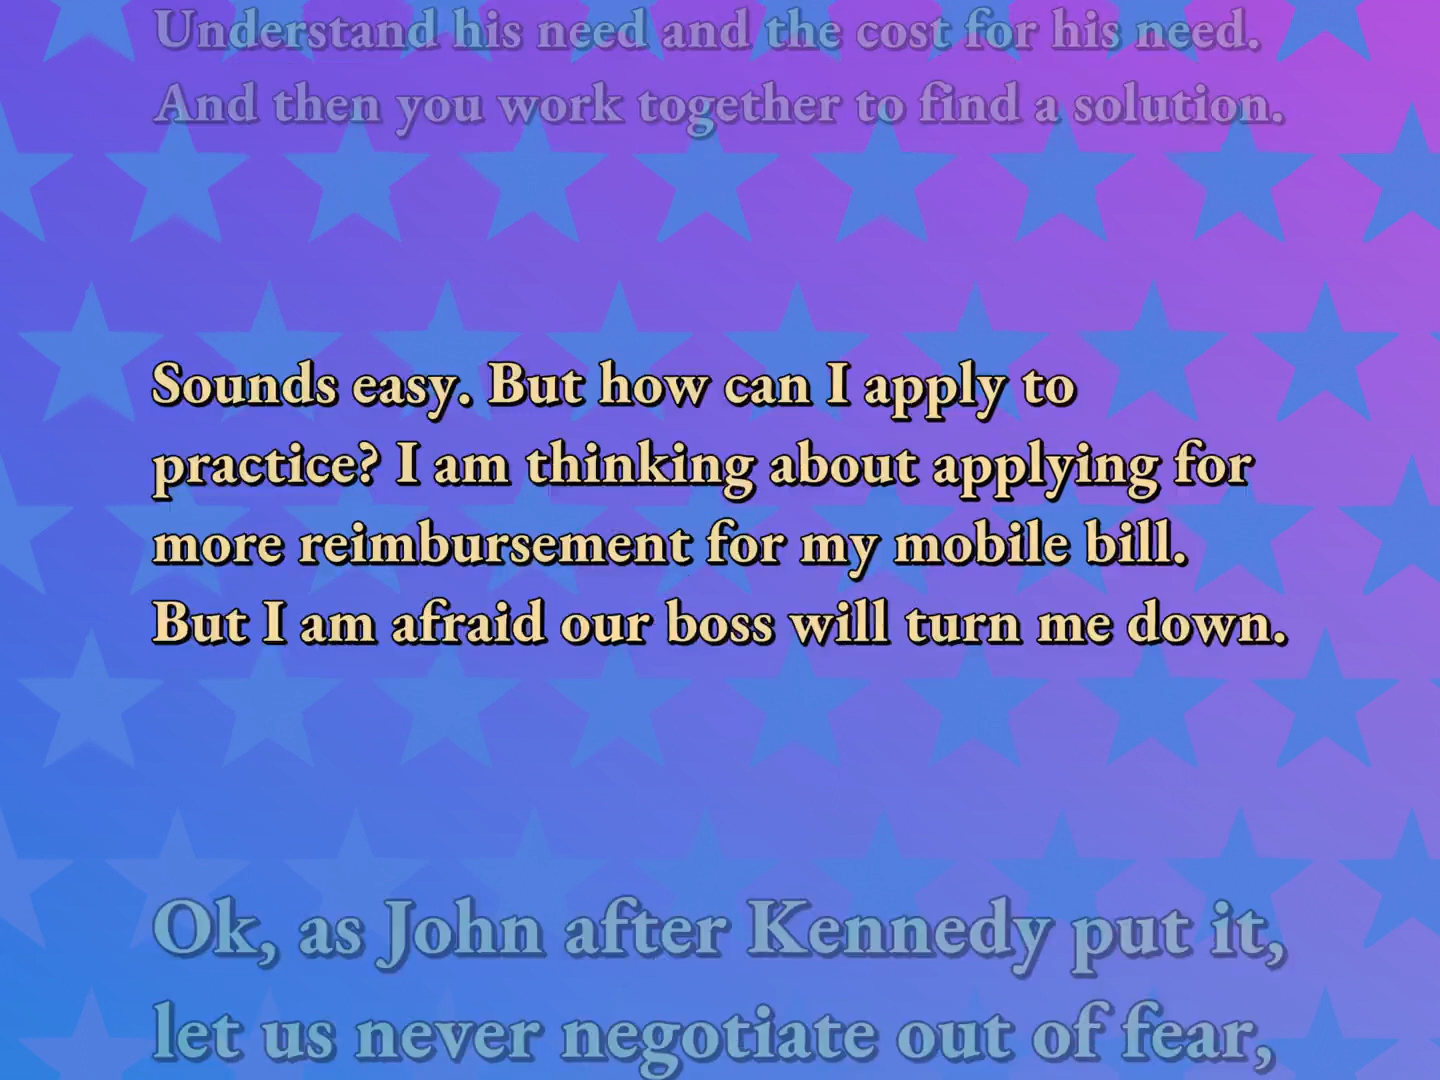 Understand his need and the cost for his need.
And then you work together to find a solution.
Sounds easy. But how can I apply to
practice? I am thinking about applying for
more reimbursement for my mobile bill.
But I am afraid our boss will turn me down.
Ok, as John after Kennedy put it,
let us never negotiate out of fear,